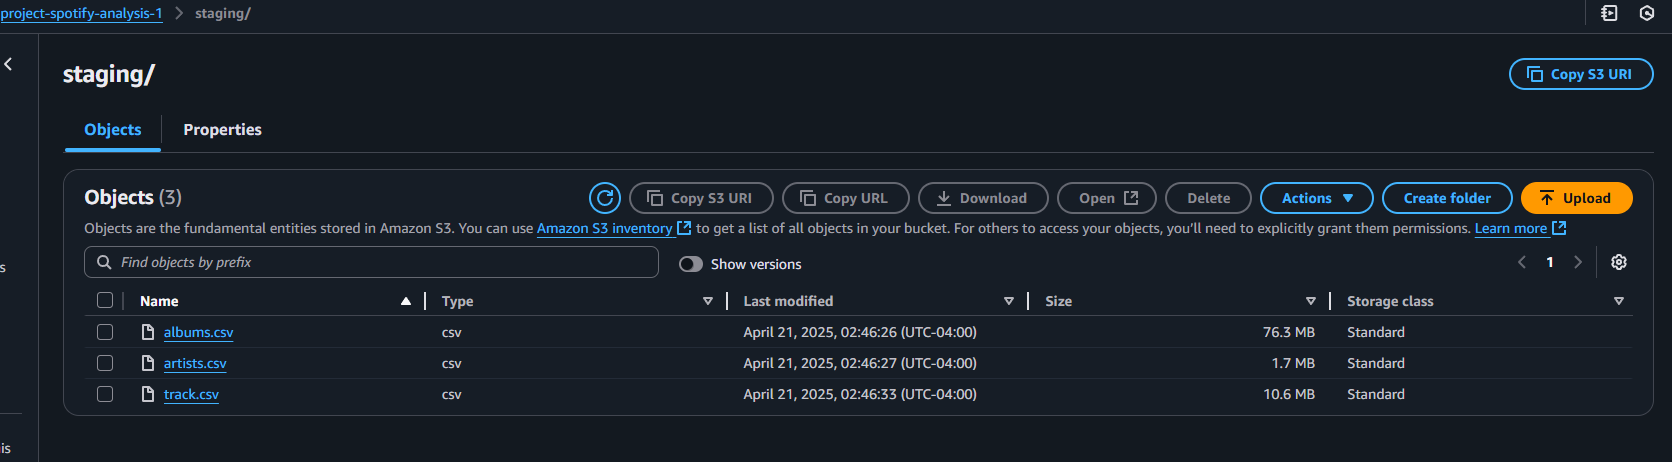 project-spotify-analysis-1 > staging/
staging/
Copy S3 URI
Objects Properties
Objects (3)
Copy S3 URI Copy URL Download Open Delete Actions Create folder Upload
Objects are the fundamental entities stored in Amazon S3. You can use Amazon S3 inventory to get a list of all objects in your bucket. For others to access your objects, you'll need to explicitly grant them permissions. Learn more
Find objects by prefix Show versions 1
s
Name Type Last modified Size Storage class
albums.csv csv April 21, 2025, 02:46:26 (UTC-04:00) 76.3 MB Standard
artists.csv csv April 21, 2025, 02:46:27 (UTC-04:00) 1.7 MB Standard
track.csv csv April 21, 2025, 02:46:33 (UTC-04:00) 10.6 MB Standard
is